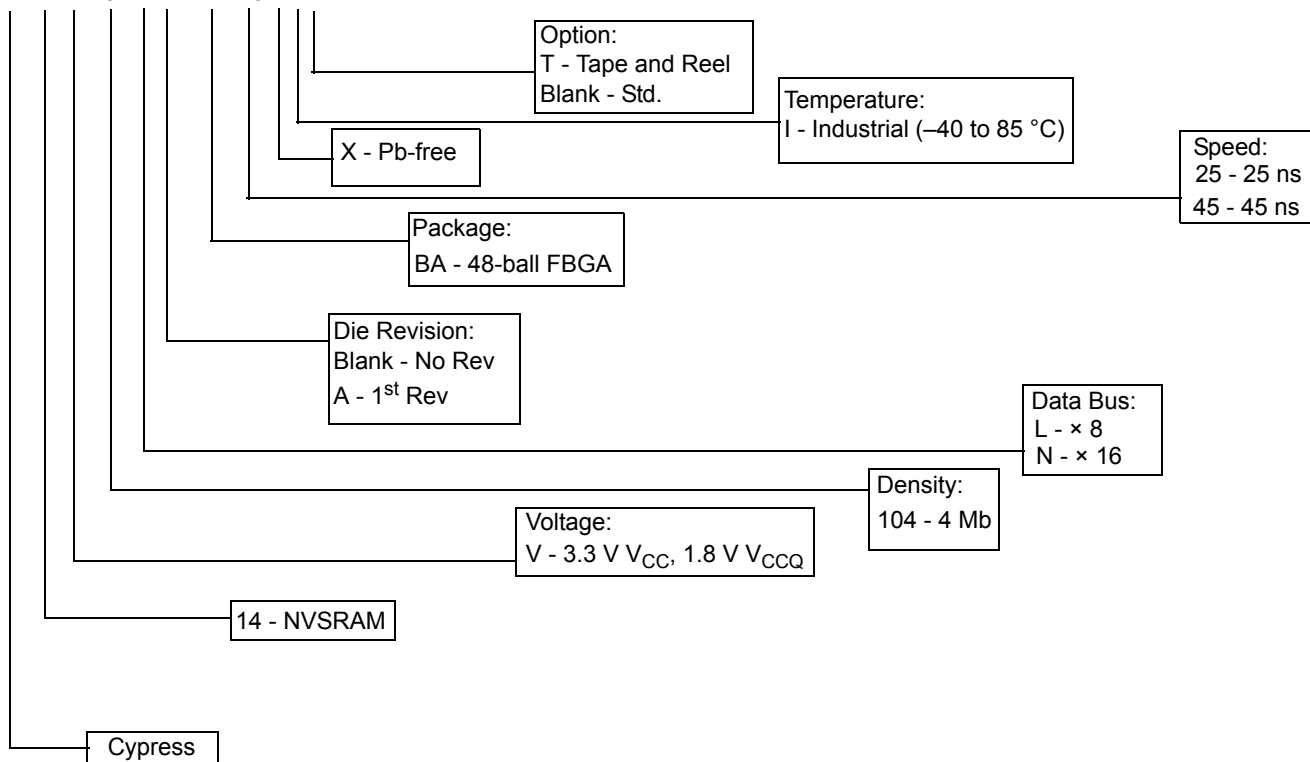 Option:
T - Tape and Reel
Blank - Std.
Temperature:
I - Industrial (–40 to 85 °C)
X - Pb-free
Speed:
25 - 25 ns
45 - 45 ns
Package:
BA - 48-ball FBGA
Die Revision:
Blank - No Rev
A - 1st Rev
Data Bus:
L - × 8
N - × 16
Density:
104 - 4 Mb
Voltage:
V - 3.3 V VCC, 1.8 V VCCQ
14 - NVSRAM
Cypress